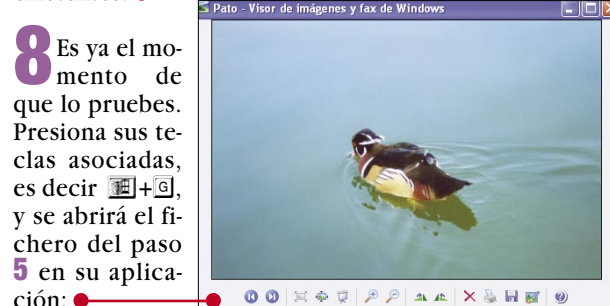 8 Es ya el mo-
mento de
que lo pruebes.
Presiona sus te-
clas asociadas,
es decir +G,
y se abrirá el fi-
chero del paso
5 en su aplica-
ción:
Pato - Visor de imágenes y fax de Windows